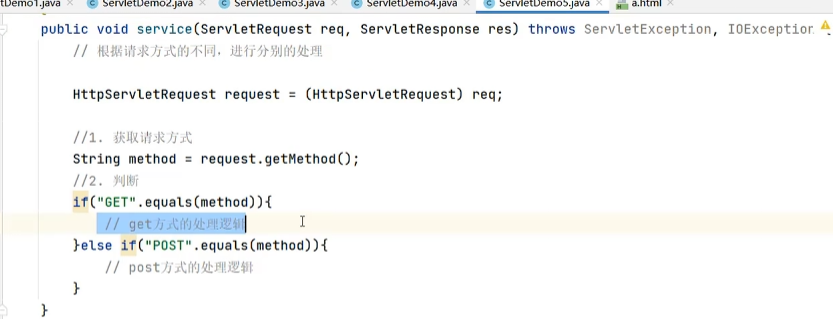 tDemo1.java ServletDemo2.java ServletDemo3.java ServletDemo4.java ServletDemo5.java a.html
public void service(ServletRequest req, ServletResponse res) throws ServletException, IOException
// 根据请求方式的不同，进行分别的处理
HttpServletRequest request = (HttpServletRequest) req;
//1. 获取请求方式
String method = request.getMethod();
//2. 判断
if("GET".equals(method)){
// get方式的处理逻辑
}else if("POST".equals(method)){
// post方式的处理逻辑
}
}